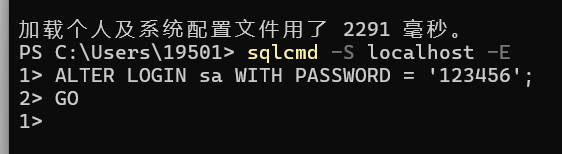 加载个人及系统配置文件用了 2291 毫秒。
PS C:\Users\19501> sqlcmd -S localhost -E
1> ALTER LOGIN sa WITH PASSWORD = '123456';
2> GO
1>